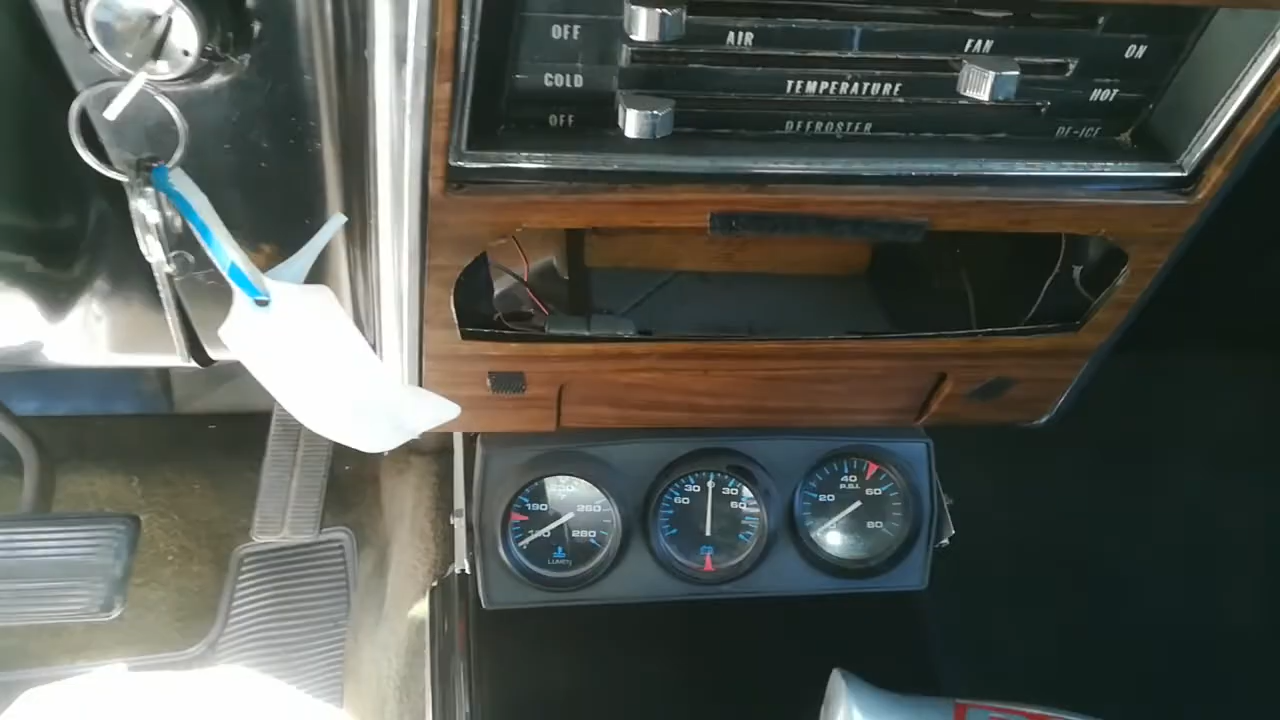 OFF AIR FAN ON
COLD TEMPERATURE HOT
OFF DEFROSTER DE-ICE
190 260
280
30 0 30
60 60
40
P.S.I.
20 60
80